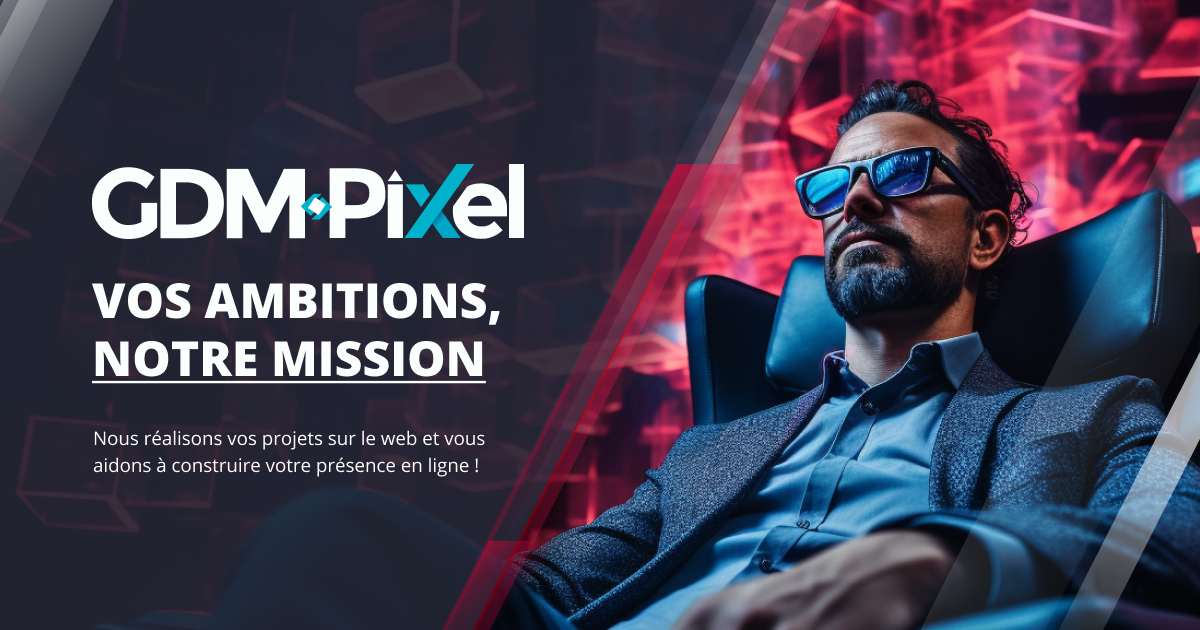 GDM Pixel
VOS AMBITIONS,
NOTRE MISSION
Nous réalisons vos projets sur le web et vous
aidons à construire votre présence en ligne !